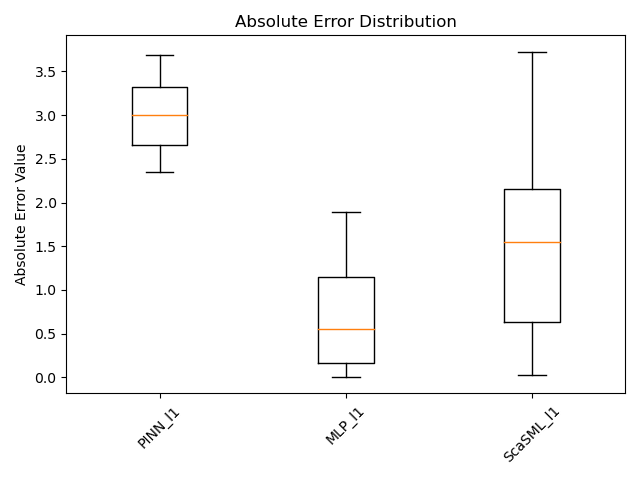 Absolute Error Distribution
Absolute Error Value
3.5
3.0
2.5
2.0
1.5
1.0
0.5
0.0
PINN_l1
MLP_l1
ScaSML_l1